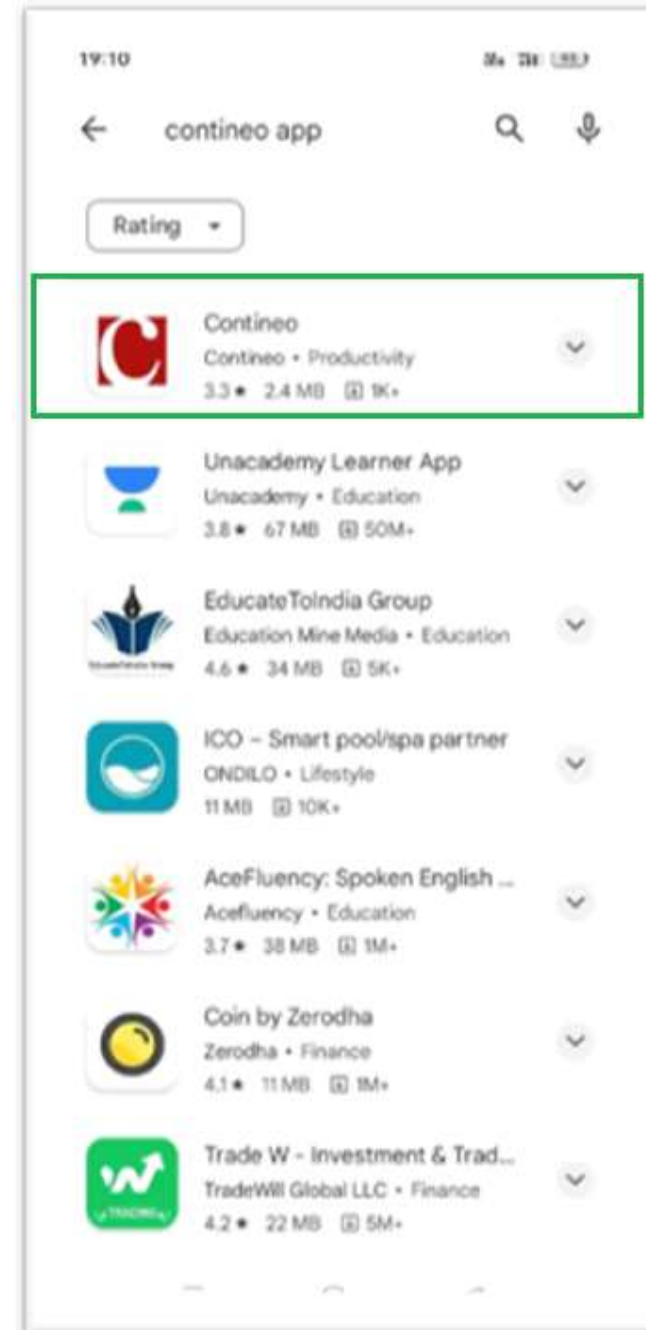 19:10
contineo app
Rating
C
Contineo
Contineo • Productivity
3.3★ 2.4 MB 1K+
Unacademy Learner App
Unacademy • Education
3.8★ 67 MB 50M+
EducateToIndia Group
Education Mine Media • Education
4.6★ 34 MB 5K+
ICO – Smart pool/spa partner
ONDILO • Lifestyle
11 MB 10K+
AceFluency: Spoken English ...
Acefluency • Education
3.7★ 38 MB 1M+
Coin by Zerodha
Zerodha • Finance
4.1★ 11 MB 1M+
Trade W - Investment & Trad...
TradeWill Global LLC • Finance
4.2★ 22 MB 5M+